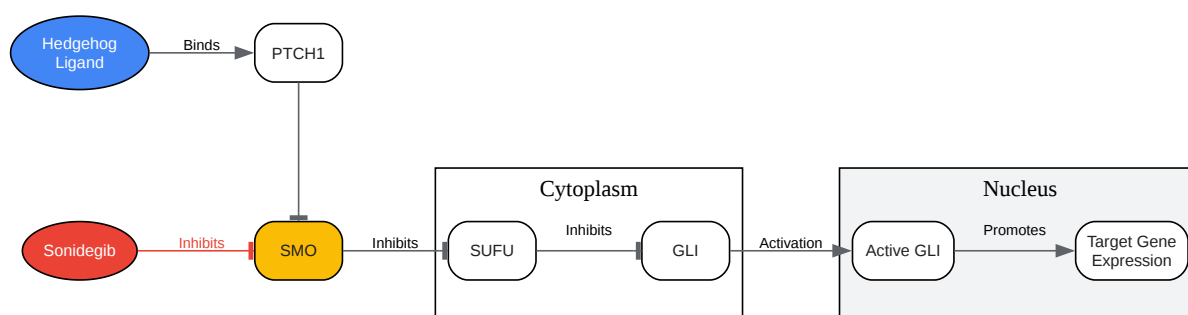 Hedgehog
Ligand
Binds
PTCH1
Cytoplasm
Nucleus
Sonidegib
Inhibits
SMO
Inhibits
SUFU
Inhibits
GLI
Activation
Active GLI
Promotes
Target Gene
Expression